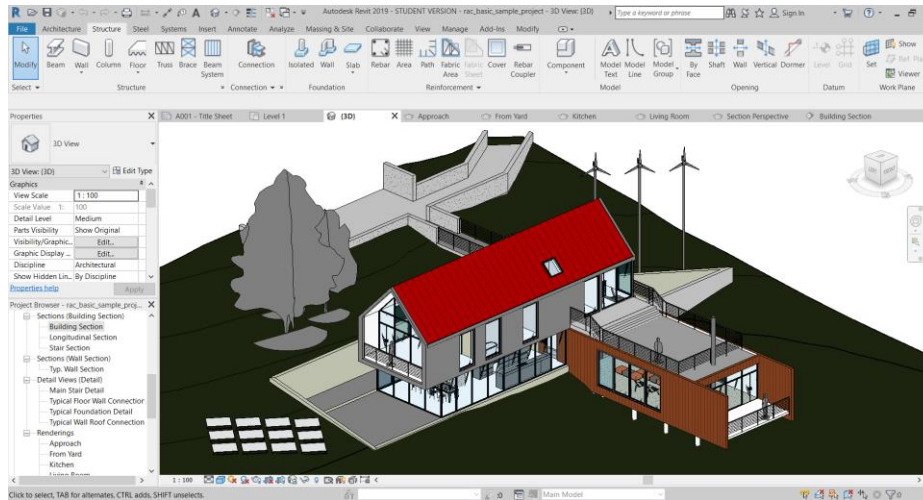 Autodesk Revit 2019 - STUDENT VERSION - rac_basic_sample_project - 3D View: {3D}
Type a keyword or phrase
Sign In
File Architecture Structure Steel Systems Insert Annotate Analyze Massing & Site Collaborate View Manage Add-Ins Modify
Modify Beam Wall Column Floor Truss Brace Beam System Connection Isolated Wall Slab Rebar Area Path Fabric Area Fabric Sheet Cover Rebar Coupler Component Model Text Model Line Model Group By Face Shaft Wall Vertical Dormer Level Grid Set Show
Viewer
Select Structure Connection Foundation Reinforcement Model Opening Datum Work Plane
Properties
A001 - Title Sheet Level 1 {3D} Approach From Yard Kitchen Living Room Section Perspective Building Section
3D View
3D View: {3D} Edit Type
Graphics
View Scale 1 : 100
Scale Value 1: 100
Detail Level Medium
Parts Visibility Show Original
Visibility/Graphic... Edit...
Graphic Display ... Edit...
Discipline Architectural
Show Hidden Lin... By Discipline
Properties help Apply
Project Browser - rac_basic_sample_proj...
Sections (Building Section)
Building Section
Longitudinal Section
Stair Section
Sections (Wall Section)
Typ. Wall Section
Detail Views (Detail)
Main Stair Detail
Typical Floor Wall Connection
Typical Foundation Detail
Typical Wall Roof Connection
Renderings
Approach
From Yard
Kitchen
Living Room
1 : 100
Click to select, TAB for alternates, CTRL adds, SHIFT unselects.
:0 Main Model